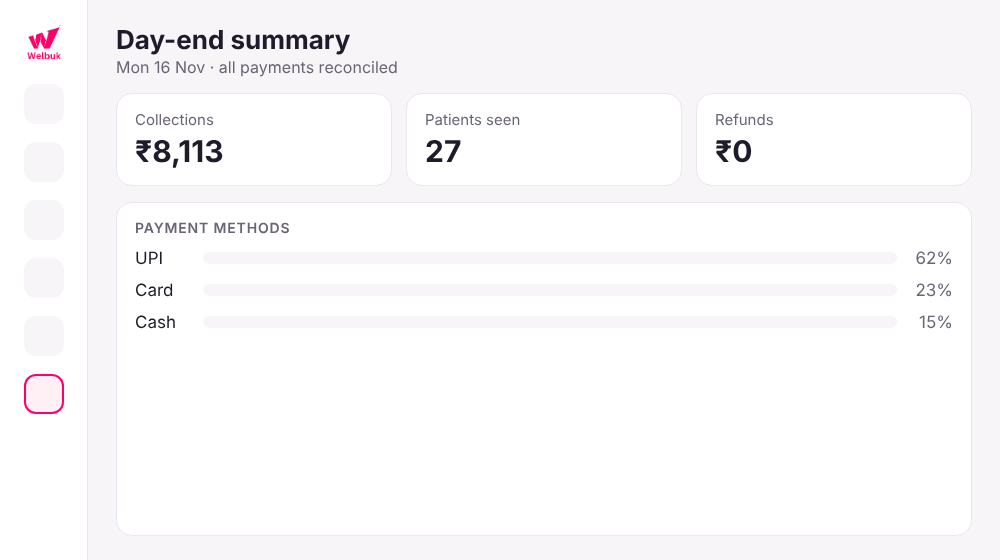 Welbuk
Day-end summary
Mon 16 Nov · all payments reconciled
Collections
₹8,113
Patients seen
27
Refunds
₹0
PAYMENT METHODS
UPI 62%
Card 23%
Cash 15%